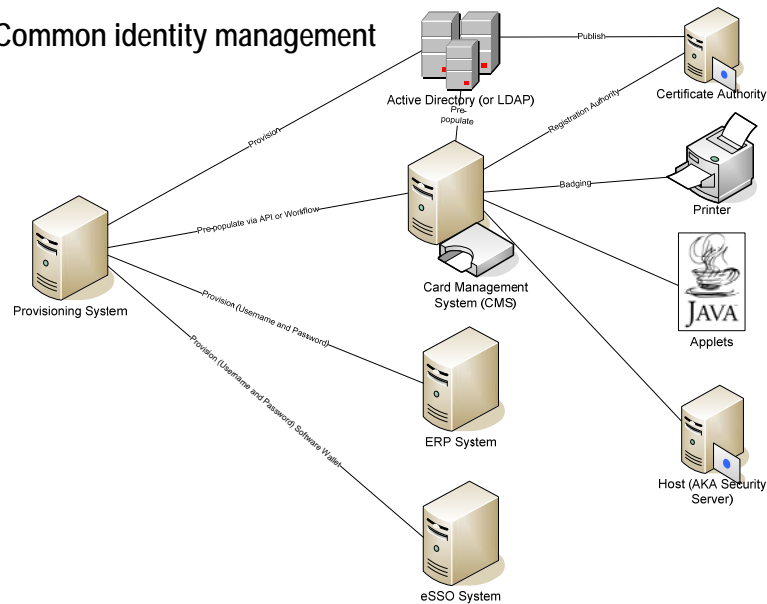 Common identity management
Publish
Active Directory (or LDAP)
Certificate Authority
Pre-
populate
Registration Authority
Provision
Badging
Printer
Pre-populate via API or Workflow
Card Management
System (CMS)
Provisioning System
JAVA
Applets
Provision (Username and Password)
Provision (Username and Password) Software Wallet
ERP System
Host (AKA Security
Server)
eSSO System